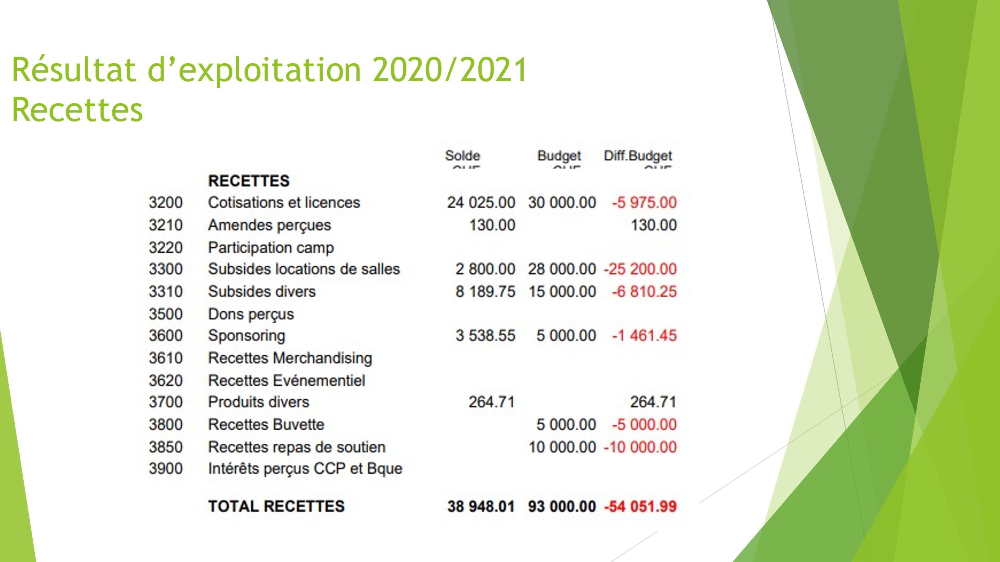 Résultat d’exploitation 2020/2021
Recettes
Solde Budget Diff.Budget
RECETTES
3200 Cotisations et licences 24 025.00 30 000.00 -5 975.00
3210 Amendes perçues 130.00 130.00
3220 Participation camp
3300 Subsides locations de salles 2 800.00 28 000.00 -25 200.00
3310 Subsides divers 8 189.75 15 000.00 -6 810.25
3500 Dons perçus
3600 Sponsoring 3 538.55 5 000.00 -1 461.45
3610 Recettes Merchandising
3620 Recettes Evénementiel
3700 Produits divers 264.71 264.71
3800 Recettes Buvette 5 000.00 -5 000.00
3850 Recettes repas de soutien 10 000.00 -10 000.00
3900 Intérêts perçus CCP et Bque
TOTAL RECETTES 38 948.01 93 000.00 -54 051.99